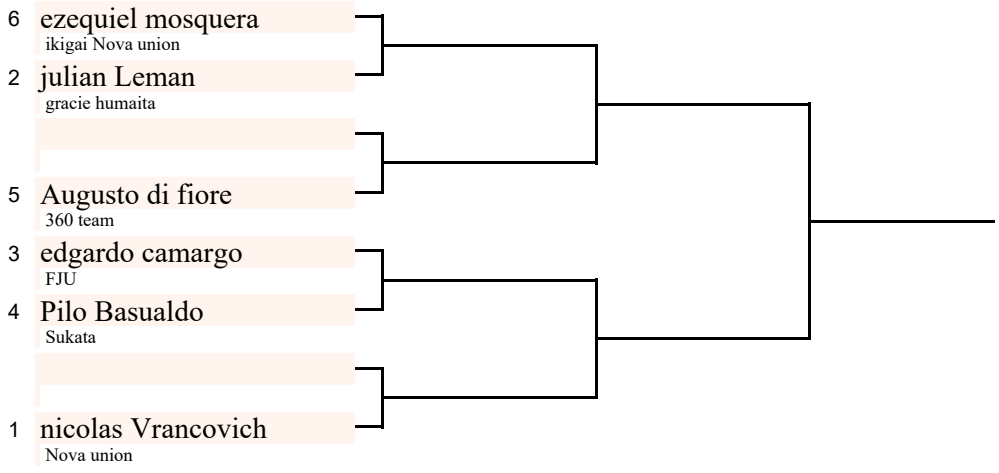 6 ezequiel mosquera
ikigai Nova union
2 julian Leman
gracie humaita
5 Augusto di fiore
360 team
3 edgardo camargo
FJU
4 Pilo Basualdo
Sukata
1 nicolas Vrancovich
Nova union